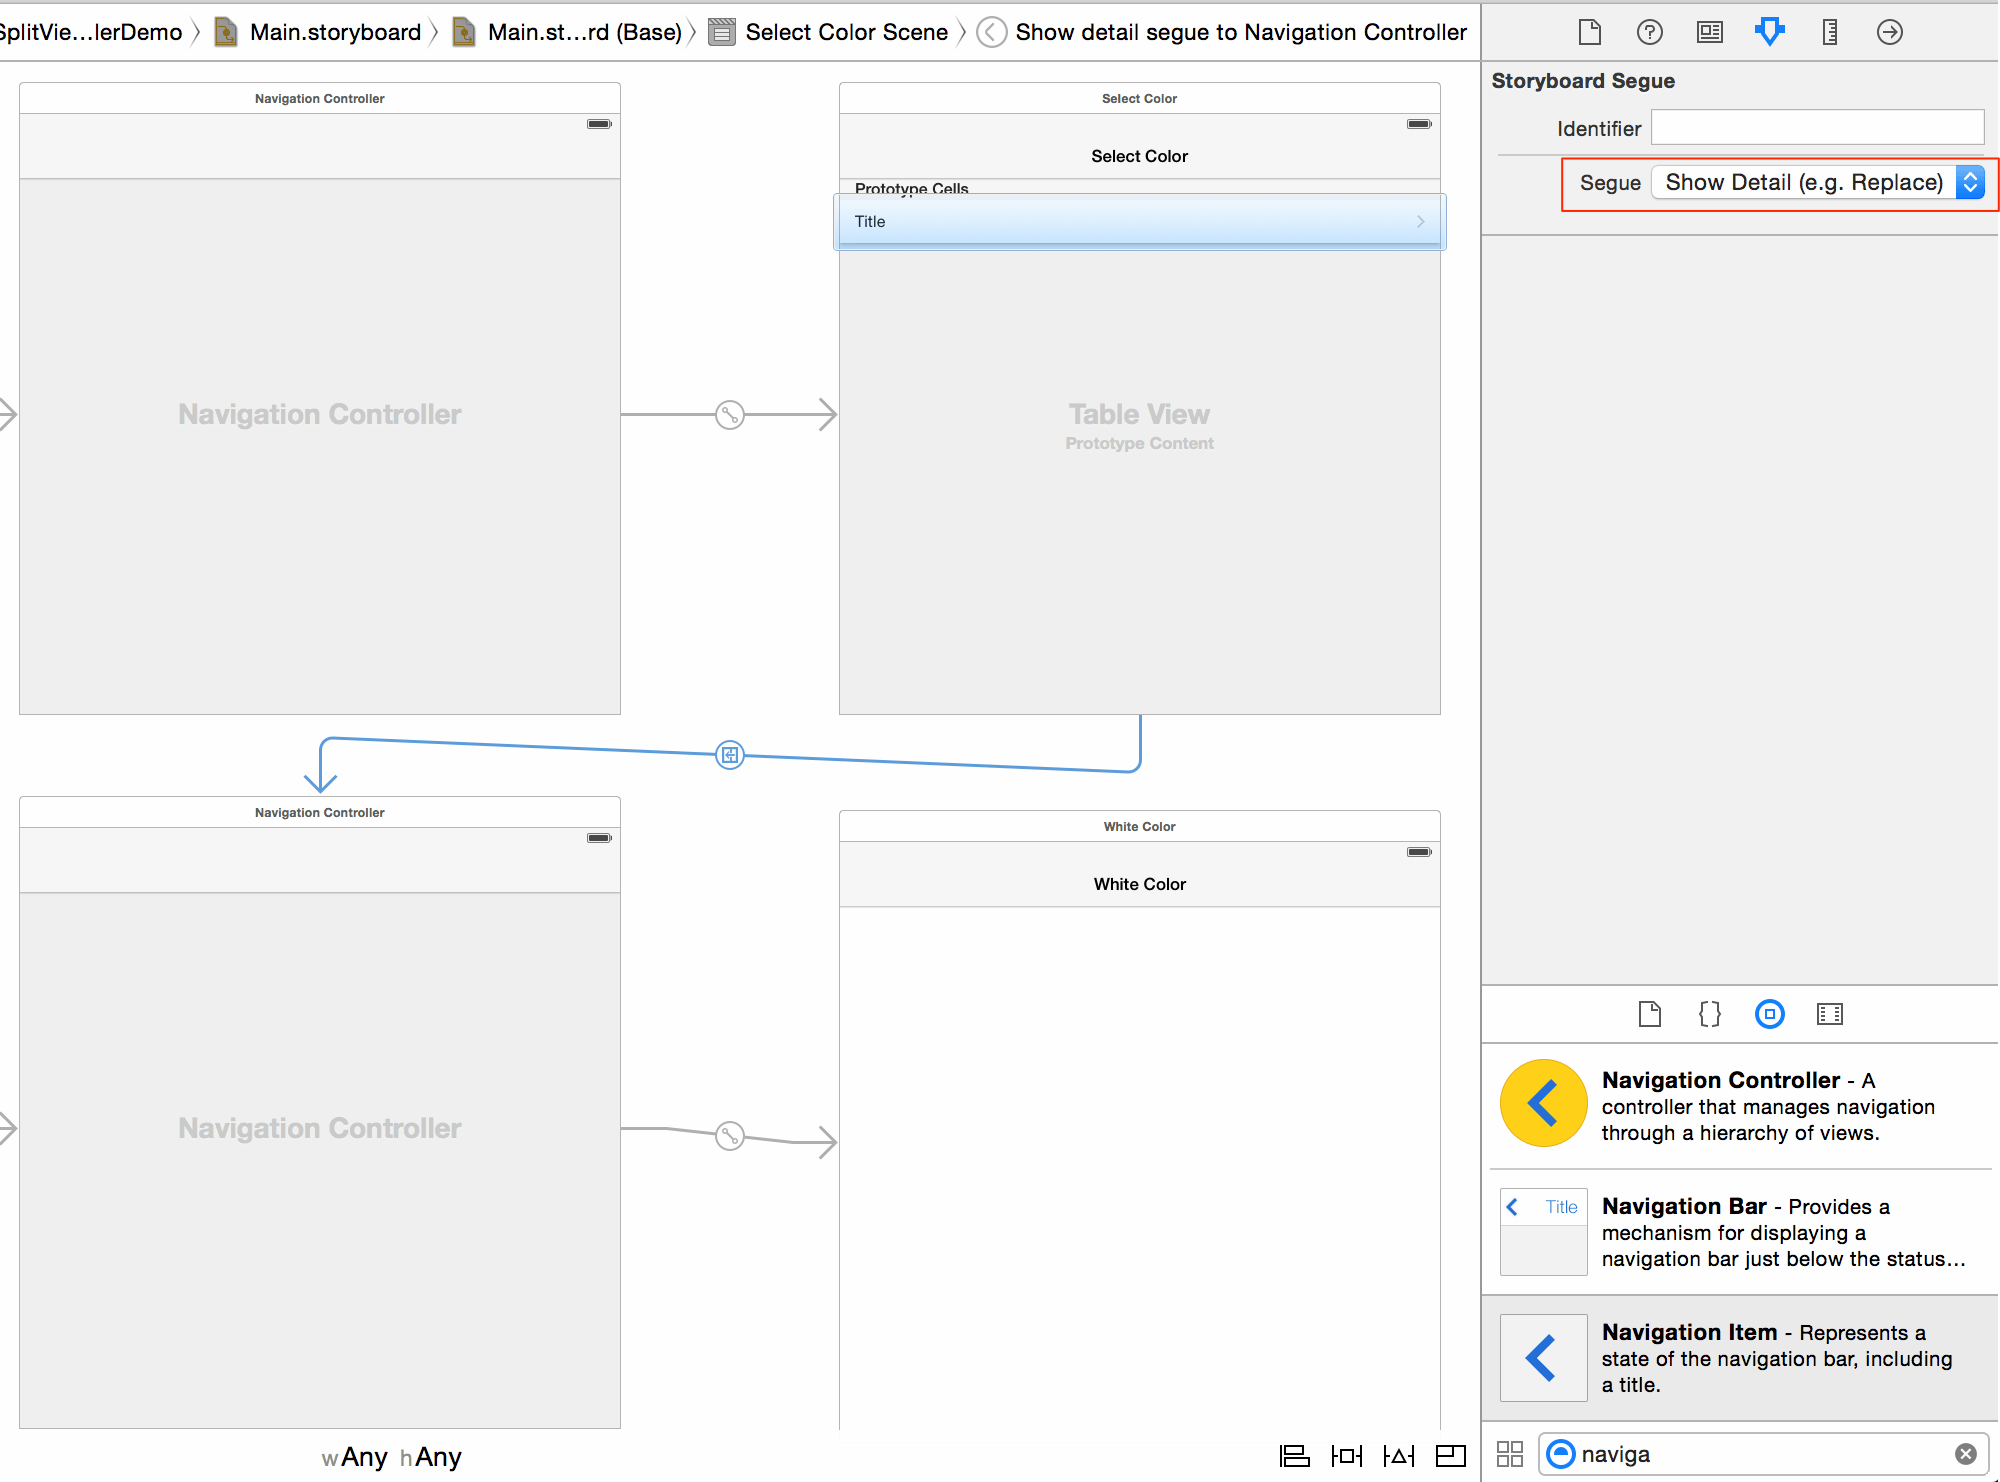 SplitVie...lerDemo Main.storyboard Main.st...rd (Base) Select Color Scene Show detail segue to Navigation Controller
Navigation Controller
Navigation Controller
Select Color
Select Color
Prototype Cells
Title
Table View
Prototype Content
Navigation Controller
Navigation Controller
White Color
White Color
wAny hAny
Storyboard Segue
Identifier
Segue Show Detail (e.g. Replace)
Navigation Controller - A
controller that manages navigation
through a hierarchy of views.
Title
Navigation Bar - Provides a
mechanism for displaying a
navigation bar just below the status...
Navigation Item - Represents a
state of the navigation bar, including
a title.
naviga